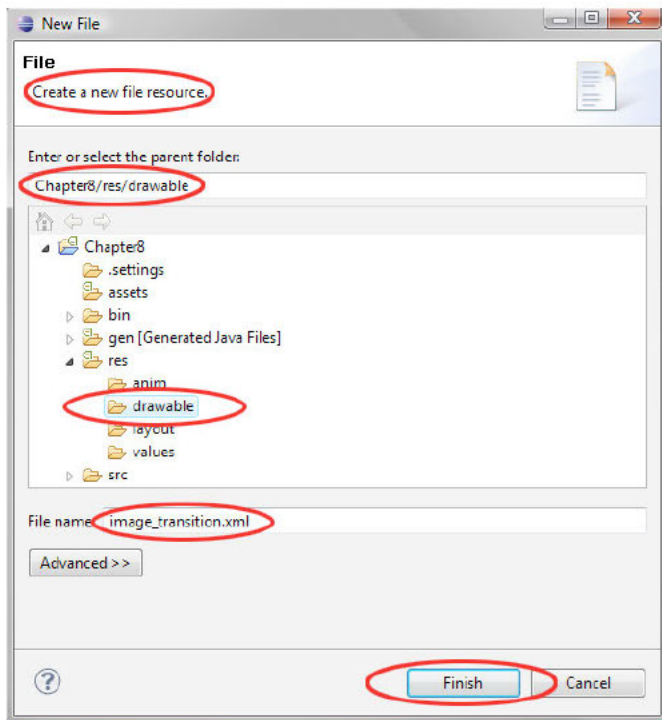 New File
File
Create a new file resource.
Enter or select the parent folder:
Chapter8/res/drawable
Chapter8
.settings
assets
bin
gen [Generated Java Files]
res
anim
drawable
layout
values
src
File name: image_transition.xml
Advanced >>
?
Finish
Cancel